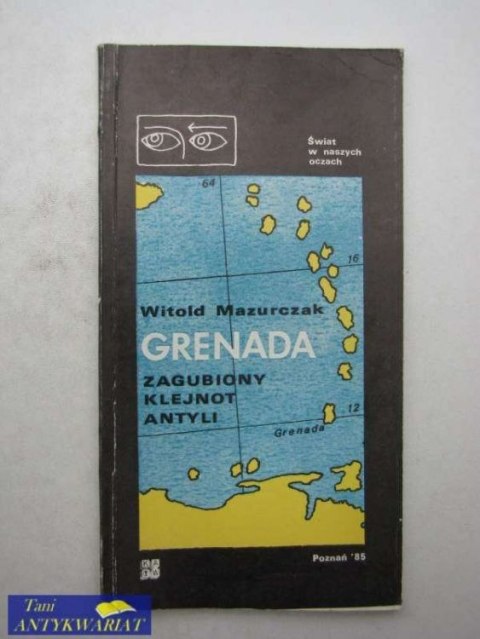 Świat
w naszych
oczach
64
16
Witold Mazurczak
GRENADA
ZAGUBIONY
KLEJNOT
ANTYLI
12
Grenada
Poznań '85
Tani
ANTYKWARIAT